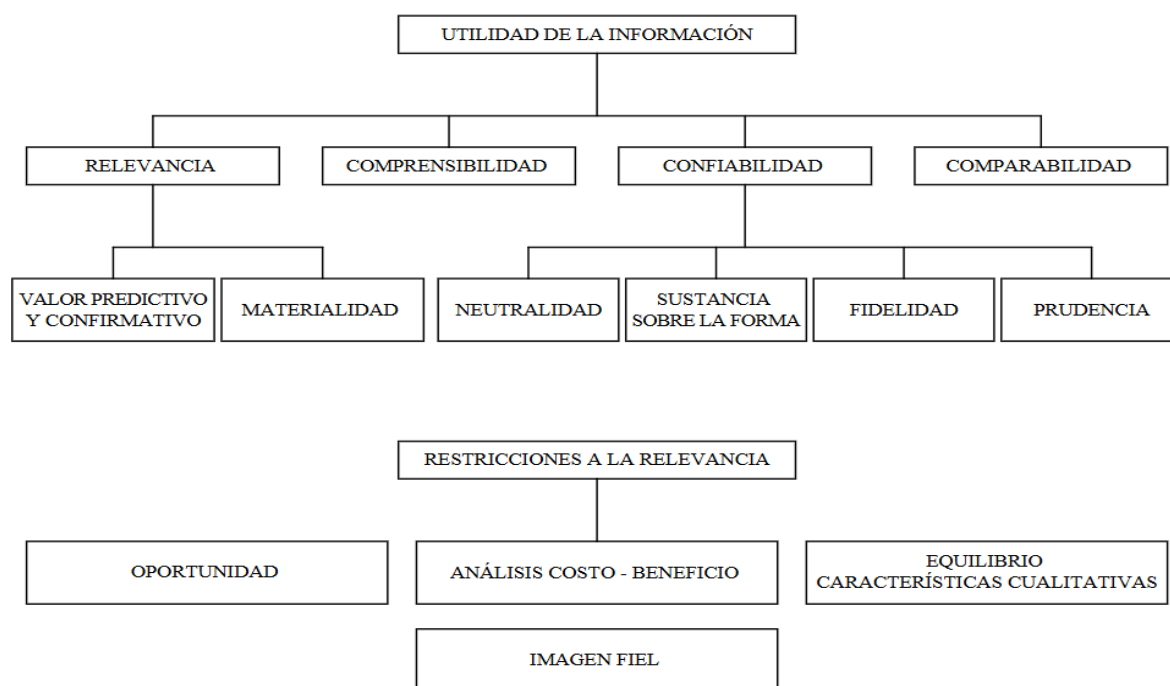 UTILIDAD DE LA INFORMACIÓN
RELEVANCIA
COMPRENSIBILIDAD
CONFIABILIDAD
COMPARABILIDAD
VALOR PREDICTIVO
Y CONFIRMATIVO
MATERIALIDAD
NEUTRALIDAD
SUSTANCIA
SOBRE LA FORMA
FIDELIDAD
PRUDENCIA
RESTRICCIONES A LA RELEVANCIA
OPORTUNIDAD
ANÁLISIS COSTO - BENEFICIO
EQUILIBRIO
CARACTERÍSTICAS CUALITATIVAS
IMAGEN FIEL